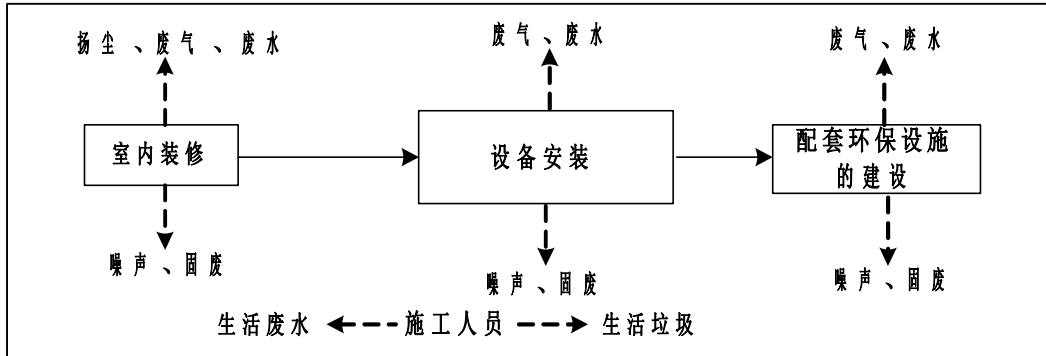 扬尘、废气、废水
废气、废水
废气、废水
室内装修
设备安装
配套环保设施
的建设
噪声、固废
噪声、固废
噪声、固废
生活废水
施工人员
生活垃圾